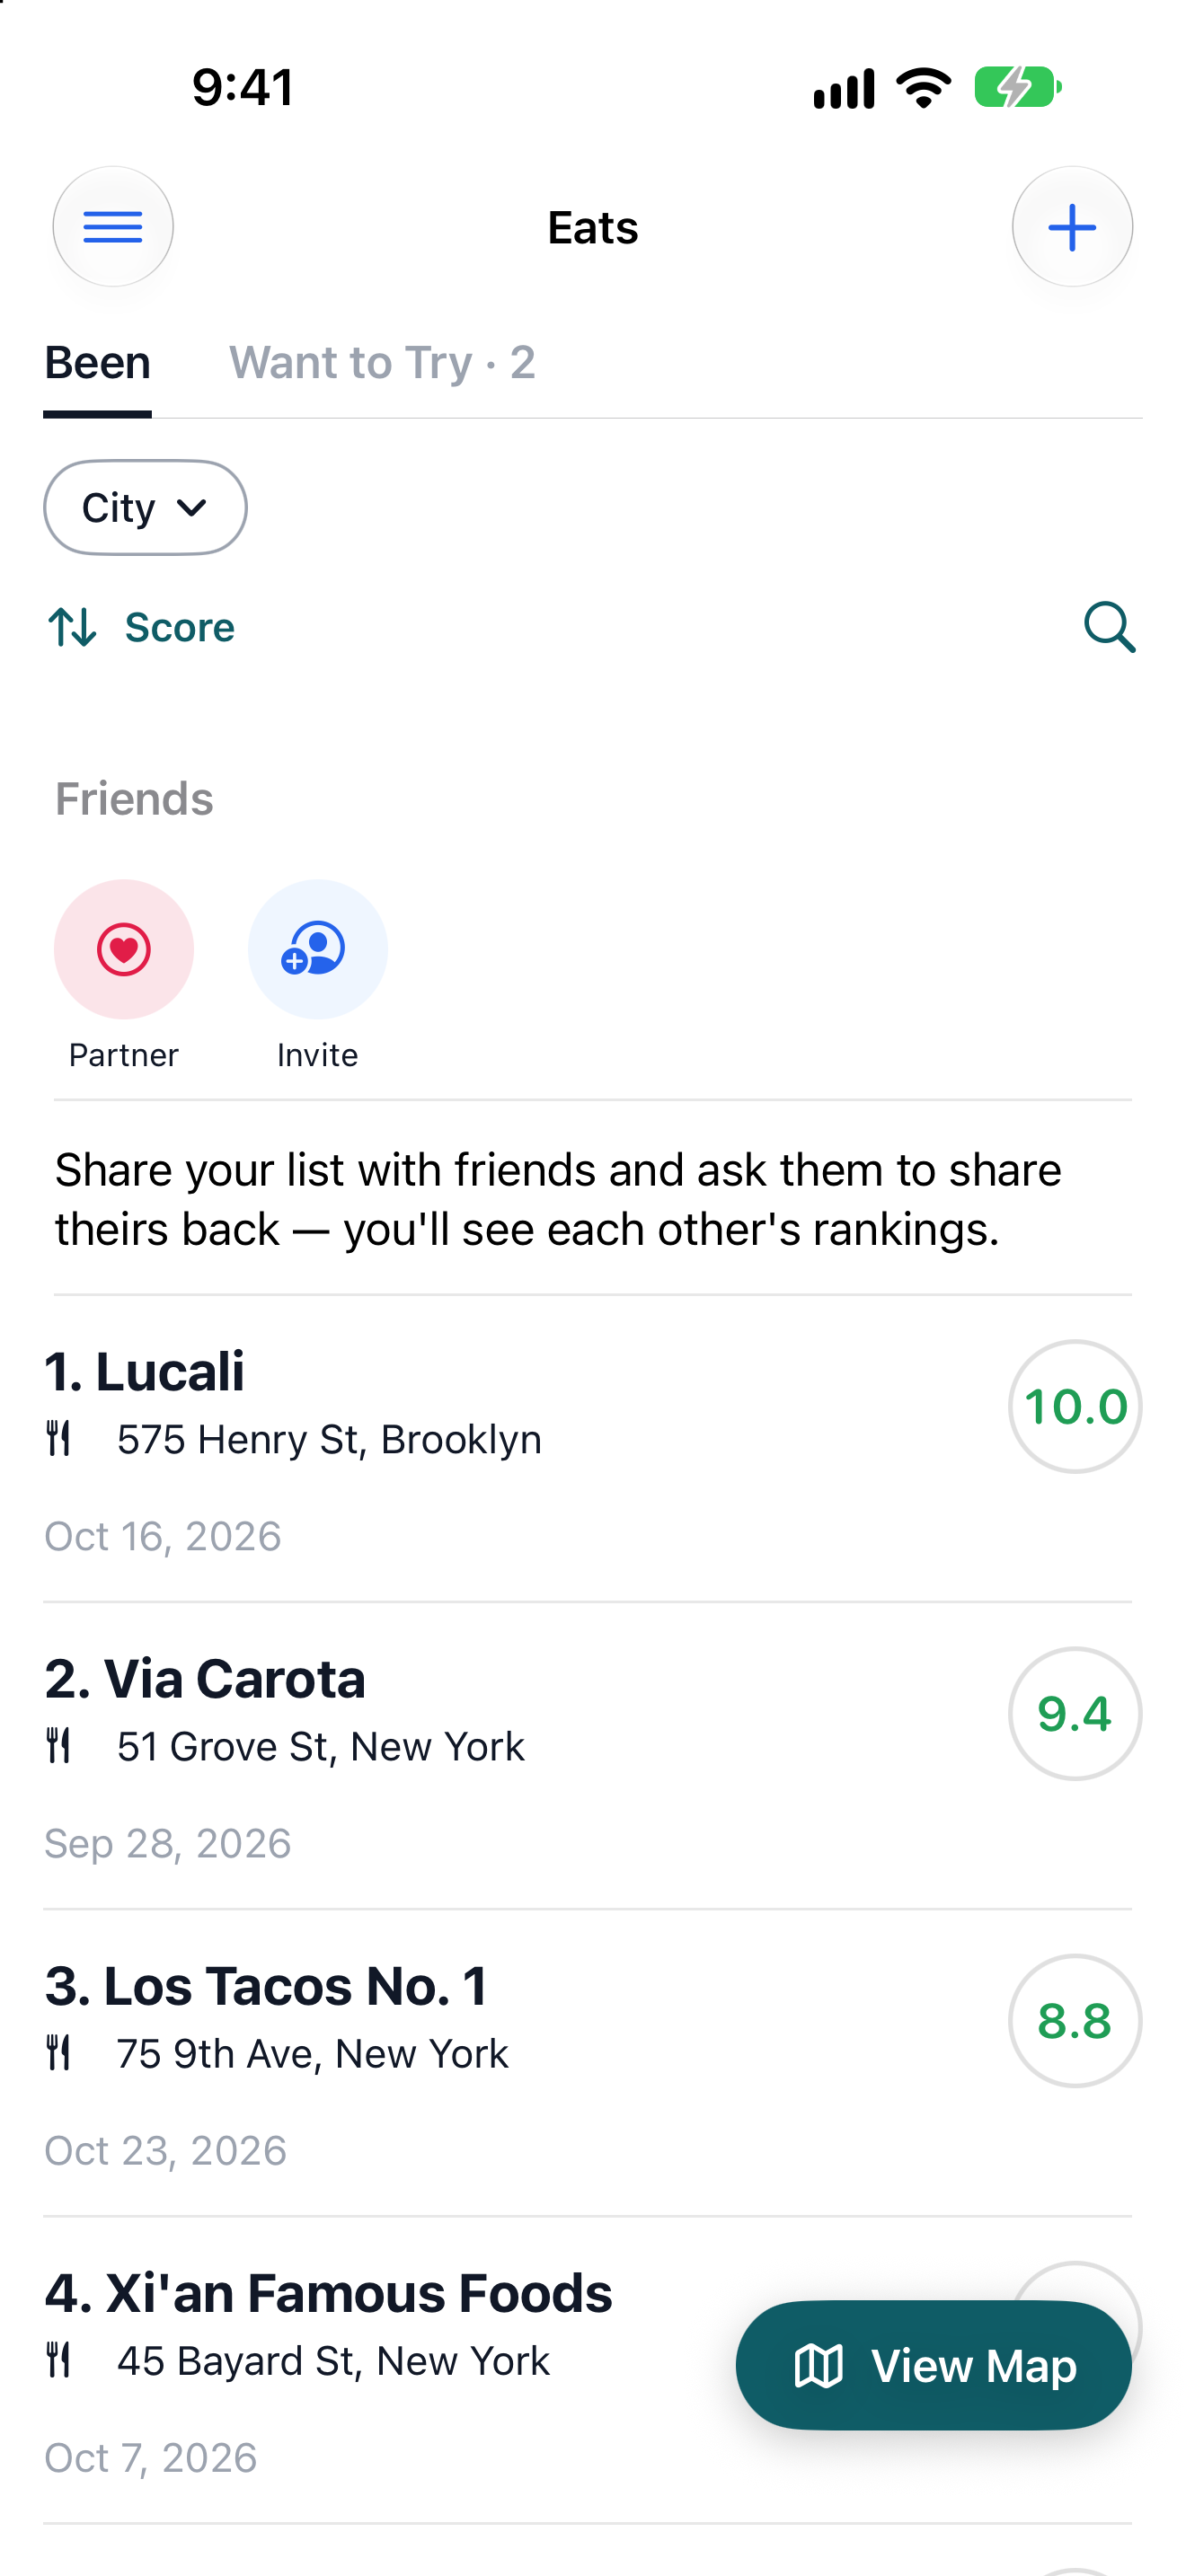 9:41
Eats
Been
Want to Try · 2
City
Score
Friends
Partner
Invite
Share your list with friends and ask them to share
theirs back — you'll see each other's rankings.
1. Lucali
10.0
575 Henry St, Brooklyn
Oct 16, 2026
2. Via Carota
9.4
51 Grove St, New York
Sep 28, 2026
3. Los Tacos No. 1
8.8
75 9th Ave, New York
Oct 23, 2026
4. Xi'an Famous Foods
45 Bayard St, New York
View Map
Oct 7, 2026